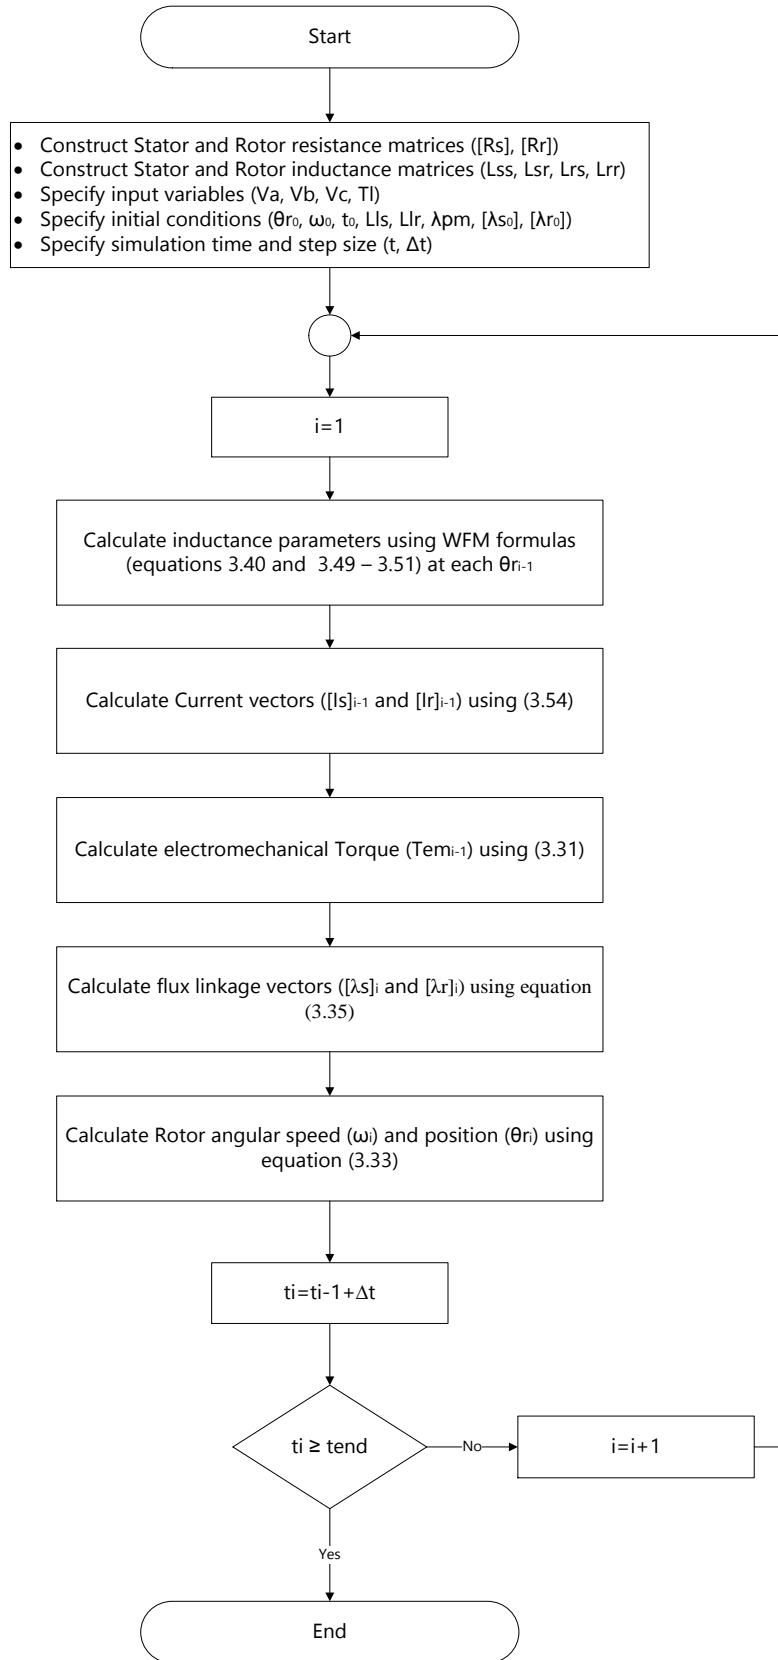 Start
• Construct Stator and Rotor resistance matrices ([Rs], [Rr])
• Construct Stator and Rotor inductance matrices (Lss, Lsr, Lrs, Lrr)
• Specify input variables (Va, Vb, Vc, Tl)
• Specify initial conditions (θr₀, ω₀, t₀, Lls, Llr, λpm, [λs₀], [λr₀])
• Specify simulation time and step size (t, Δt)
i=1
Calculate inductance parameters using WFM formulas
(equations 3.40 and 3.49 – 3.51) at each θrᵢ₋₁
Calculate Current vectors ([Is]ᵢ₋₁ and [Ir]ᵢ₋₁) using (3.54)
Calculate electromechanical Torque (Temᵢ₋₁) using (3.31)
Calculate flux linkage vectors ([λs]ᵢ and [λr]ᵢ) using equation
(3.35)
Calculate Rotor angular speed (ωᵢ) and position (θrᵢ) using
equation (3.33)
ti=ti-1+Δt
ti ≥ tend
No
i=i+1
Yes
End